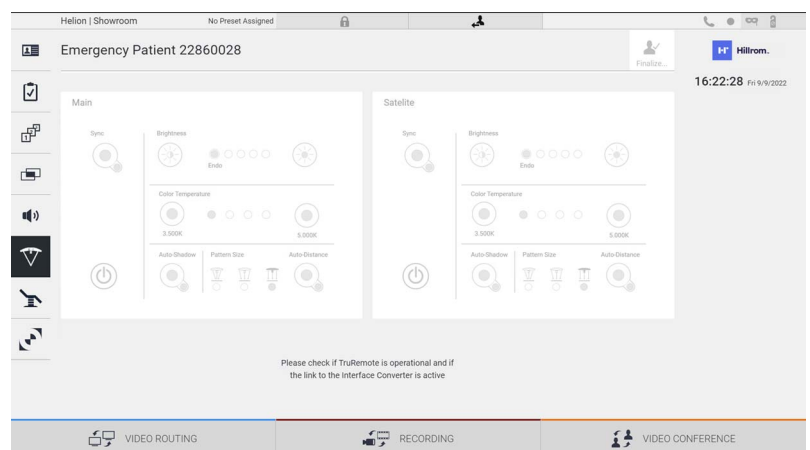 Helion | Showroom
No Preset Assigned
Emergency Patient 22860028
Finalize...
Hillrom.
16:22:28 Fri 9/9/2022
Main
Sync
Brightness
Endo
Color Temperature
3.500K
5.000K
Auto-Shadow
Pattern Size
Auto-Distance
Satelite
Sync
Brightness
Endo
Color Temperature
3.500K
5.000K
Auto-Shadow
Pattern Size
Auto-Distance
Please check if TruRemote is operational and if
the link to the Interface Converter is active
VIDEO ROUTING
RECORDING
VIDEO CONFERENCE